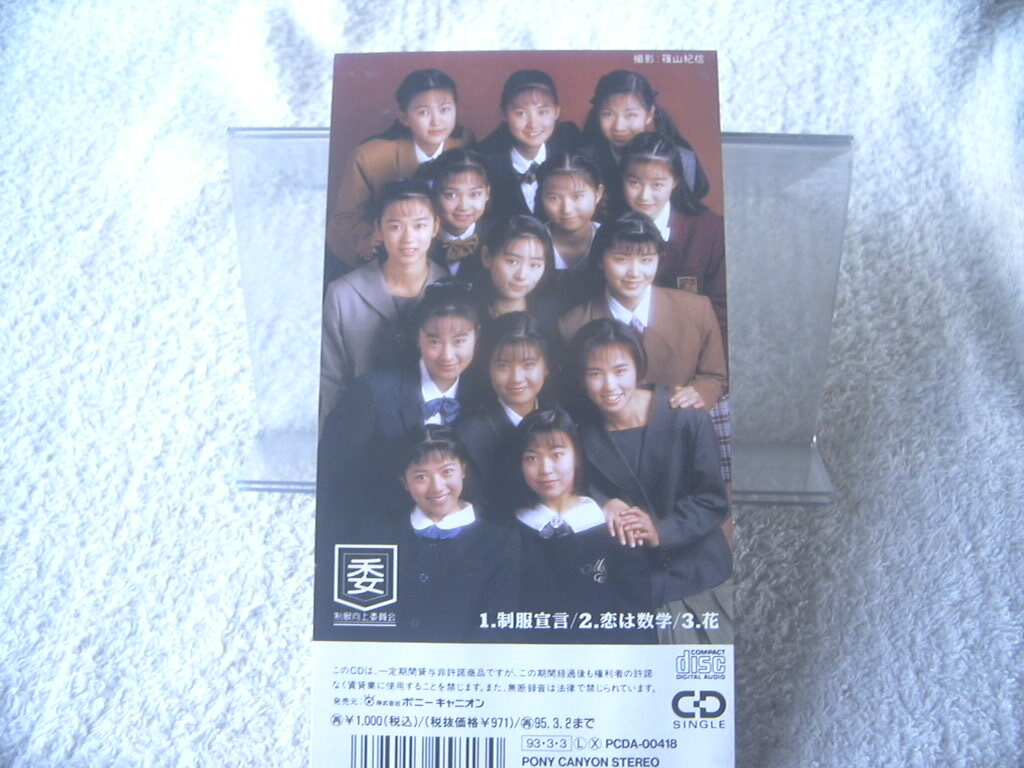 撮影：篠山紀信
委
制服向上委員会
1.制服宣言/2.恋は数学/3.花
このCDは、一定期間貸与非許諾商品ですが、この期間経過後も権利者の許諾
なく賃貸業に使用することを禁じます。また、無断録音は法律で禁じられています。
発売元：株式会社ポニーキャニオン
再￥1,000(税込)/(税抜価格￥971)/再95.3.2まで
COMPACT
disc
DIGITAL AUDIO
CD
SINGLE
93・3・3 L X PCDA-00418
PONY CANYON STEREO